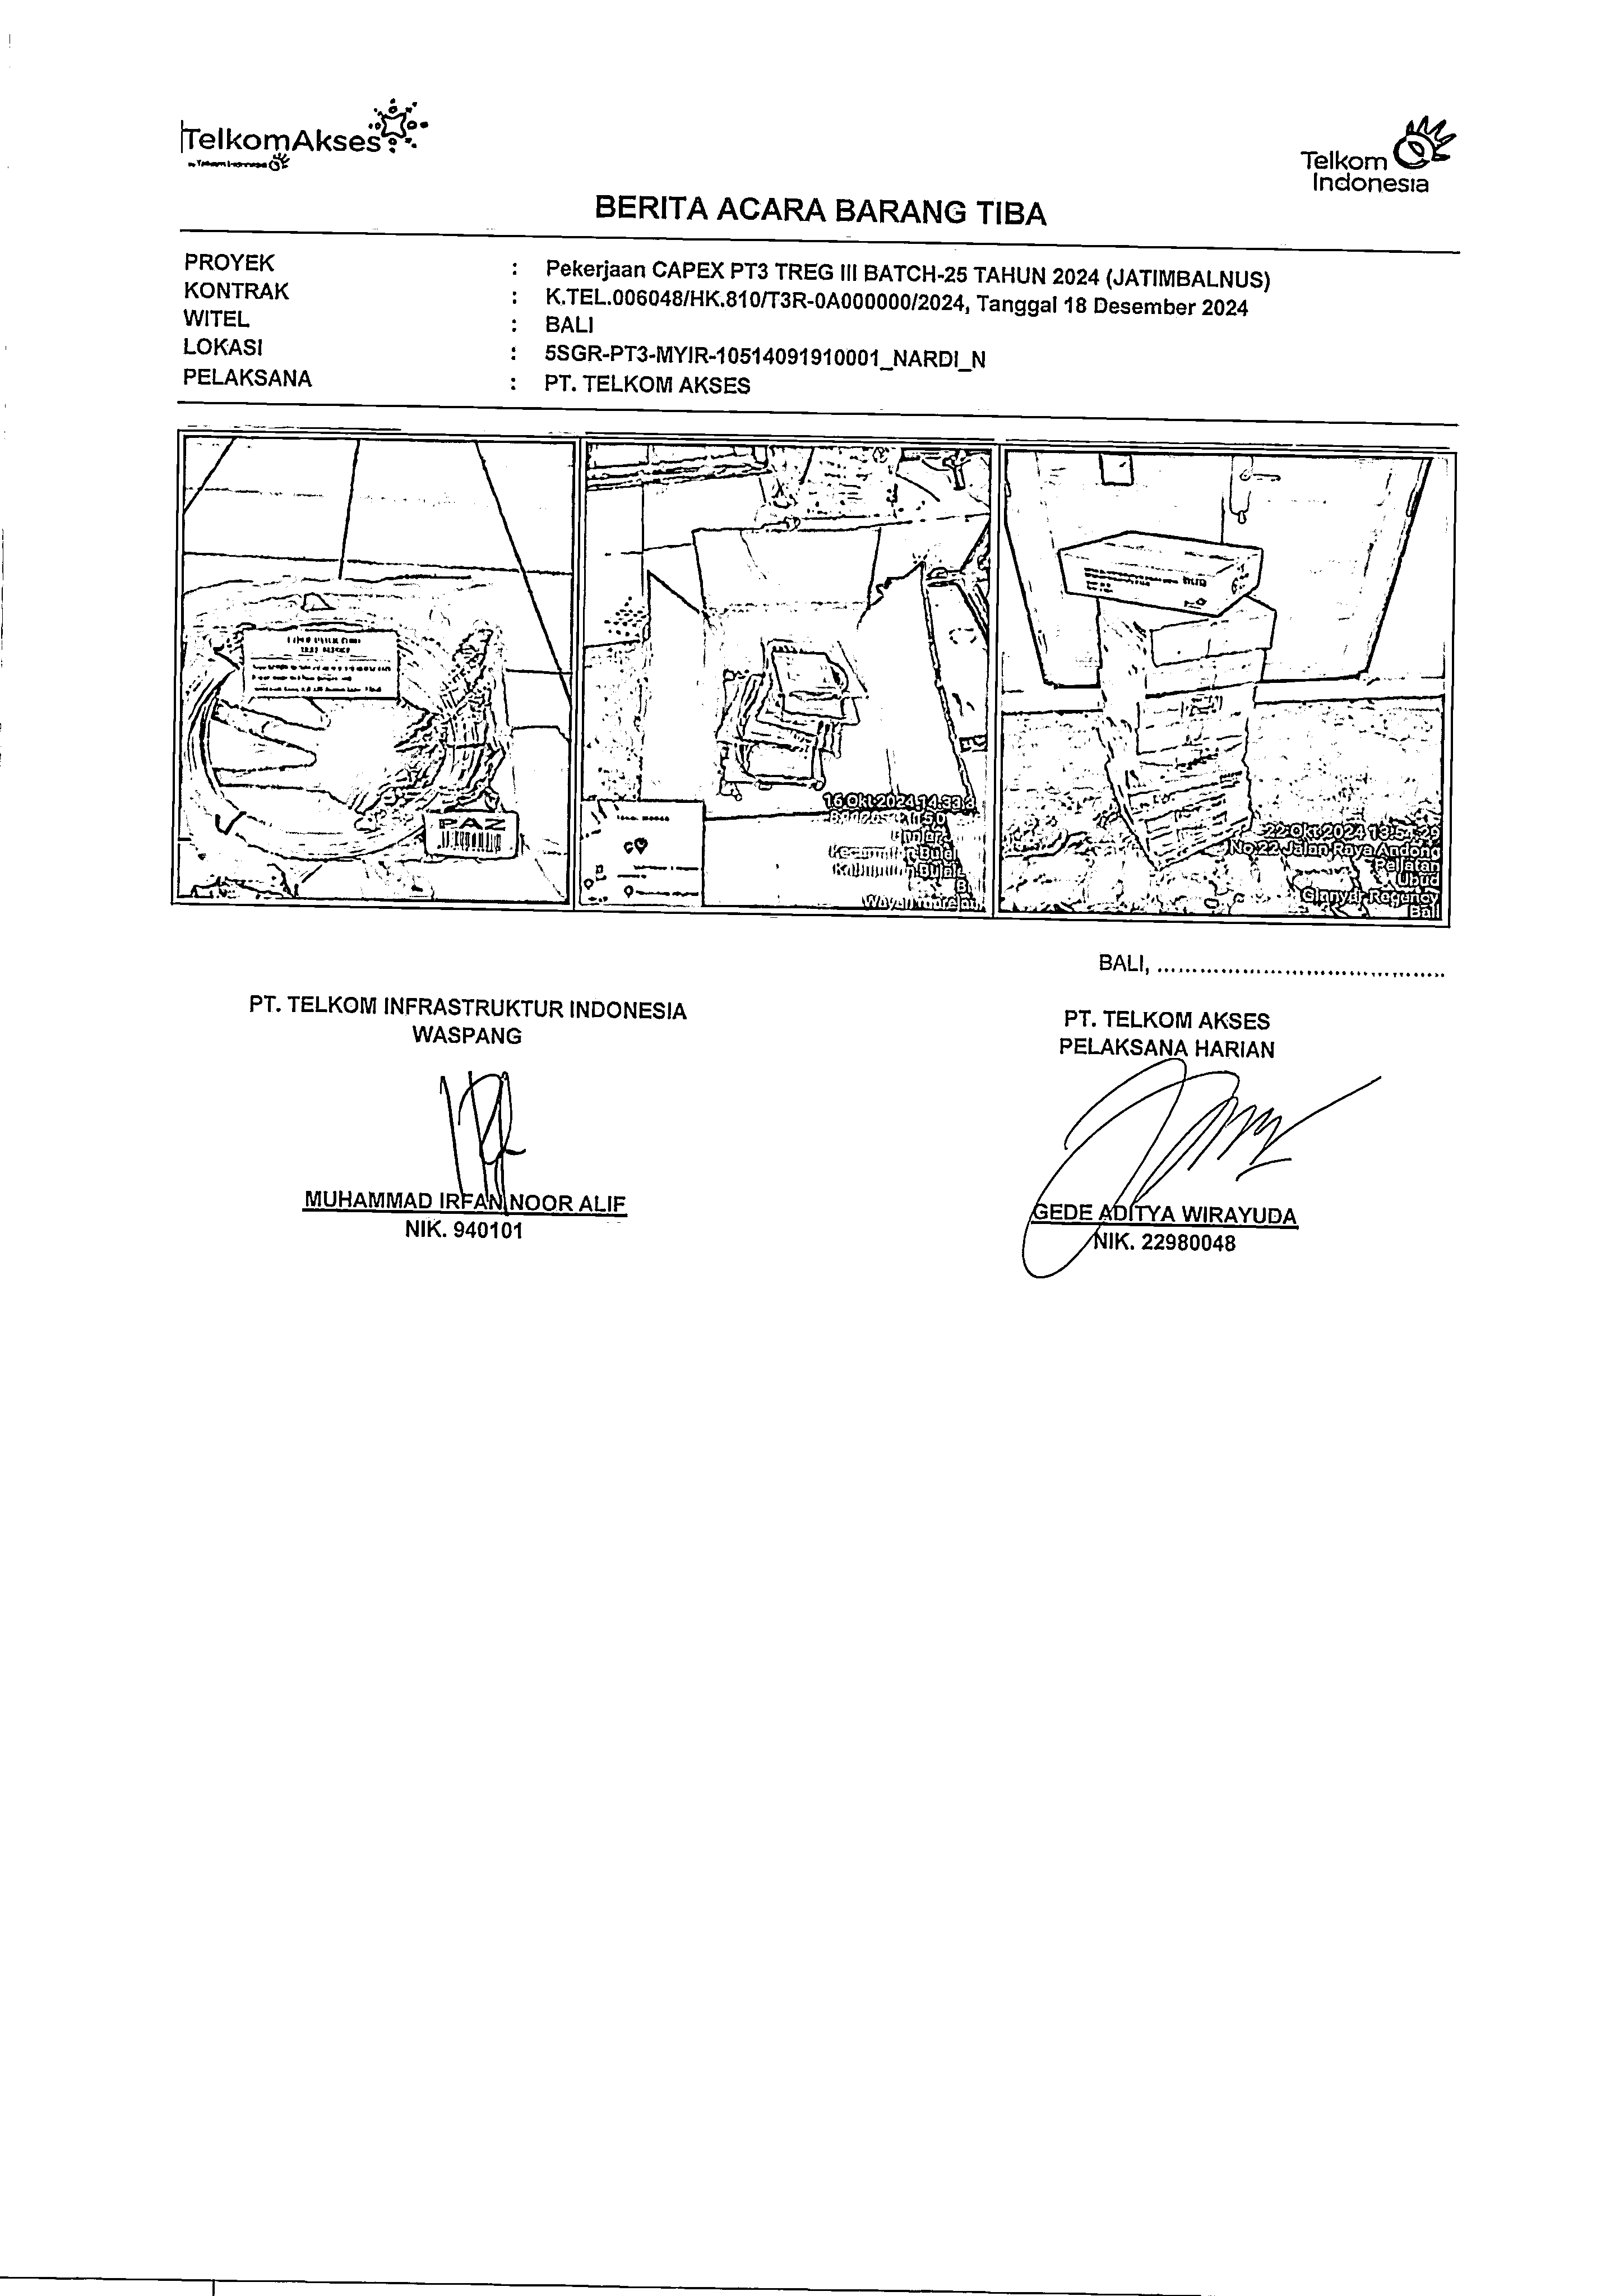 TelkomAkses
Telkom
Indonesia
BERITA ACARA BARANG TIBA
PROYEK : Pekerjaan CAPEX PT3 TREG III BATCH-25 TAHUN 2024 (JATIMBALNUS)
KONTRAK : K.TEL.006048/HK.810/T3R-0A000000/2024, Tanggal 18 Desember 2024
WITEL : BALI
LOKASI : 5SGR-PT3-MYIR-10514091910001_NARDI_N
PELAKSANA : PT. TELKOM AKSES
PAZ
16 Okt 2024 14.33
22 Okt 2024 13.54.29
No.22 Jalan Raya Andong
Peliatan
Ubud
Gianyar Regency
Bali
BALI, ..........................................
PT. TELKOM INFRASTRUKTUR INDONESIA
WASPANG
MUHAMMAD IRFAN NOOR ALIF
NIK. 940101
PT. TELKOM AKSES
PELAKSANA HARIAN
GEDE ADITYA WIRAYUDA
NIK. 22980048